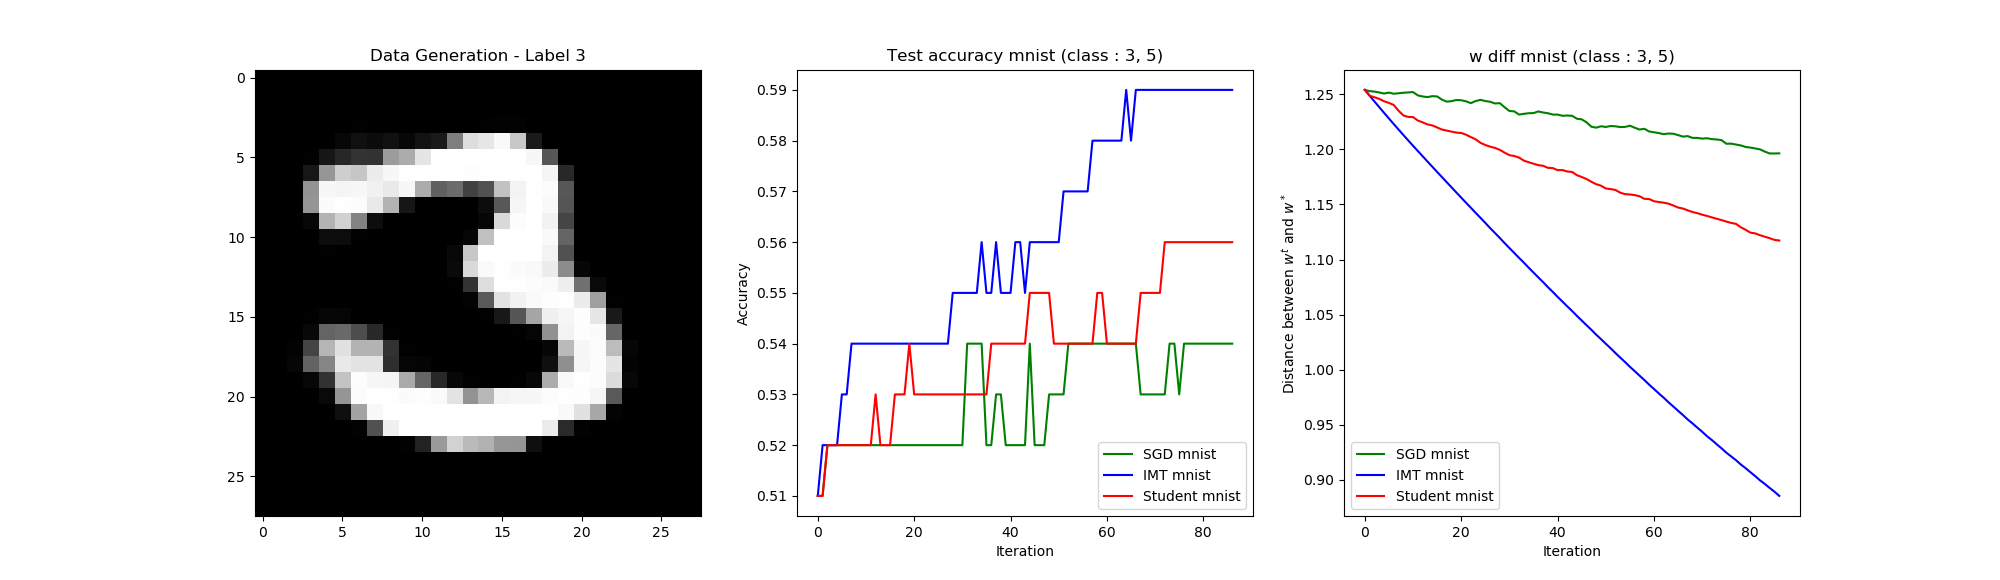 Data Generation - Label 3
0
5
10
15
20
25
0 5 10 15 20 25
Test accuracy mnist (class : 3, 5)
Accuracy
0.59
0.58
0.57
0.56
0.55
0.54
0.53
0.52
0.51
0 20 40 60 80
Iteration
SGD mnist
IMT mnist
Student mnist
w diff mnist (class : 3, 5)
Distance between w^t and w^*
1.25
1.20
1.15
1.10
1.05
1.00
0.95
0.90
0 20 40 60 80
Iteration
SGD mnist
IMT mnist
Student mnist